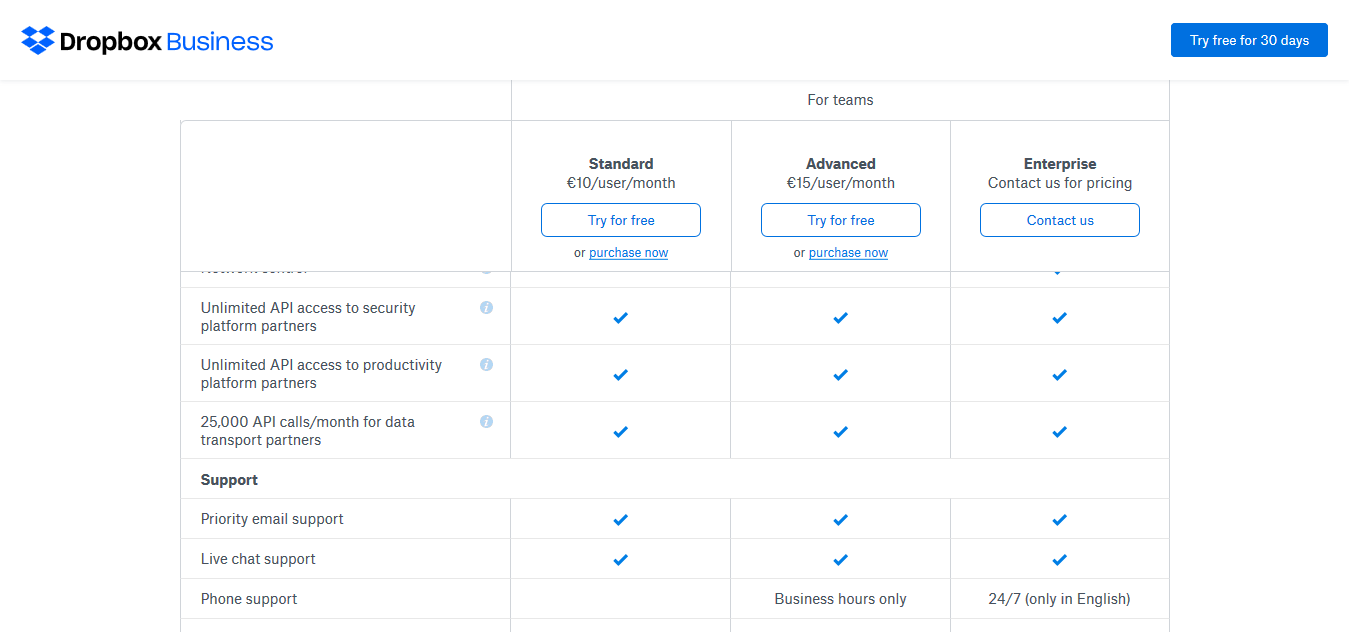 Dropbox Business
Try free for 30 days
For teams
Standard
€10/user/month
Try for free
or purchase now
Advanced
€15/user/month
Try for free
or purchase now
Enterprise
Contact us for pricing
Contact us
Unlimited API access to security
platform partners
Unlimited API access to productivity
platform partners
25,000 API calls/month for data
transport partners
Support
Priority email support
Live chat support
Phone support
Business hours only
24/7 (only in English)